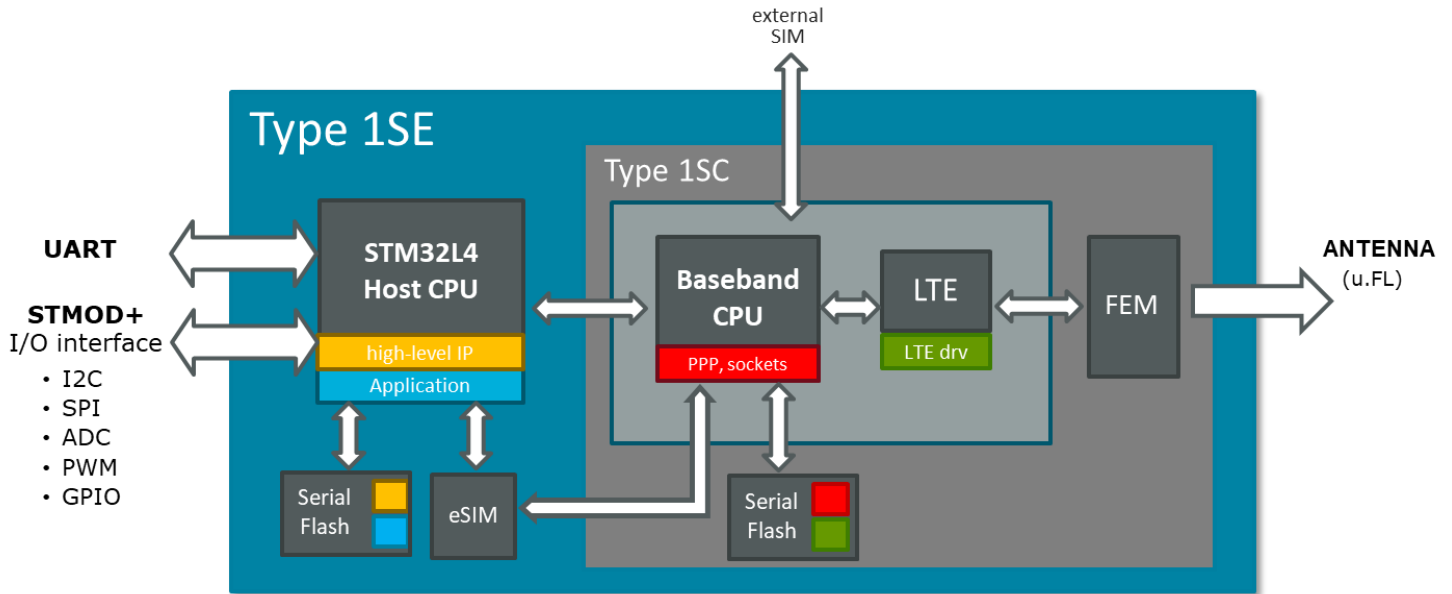 external
SIM
Type 1SE
Type 1SC
UART
STMOD+
I/O interface
• I2C
• SPI
• ADC
• PWM
• GPIO
STM32L4
Host CPU
high-level IP
Application
Serial
Flash
eSIM
Baseband
CPU
PPP, sockets
LTE
LTE drv
Serial
Flash
FEM
ANTENNA
(u.FL)